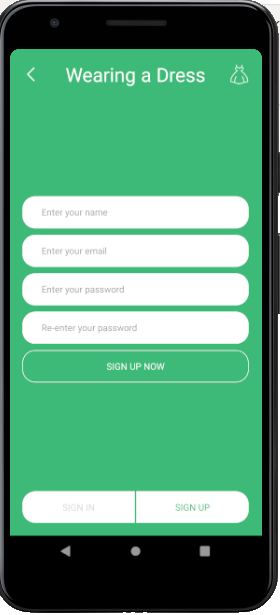 Wearing a Dress
Enter your name
Enter your email
Enter your password
Re-enter your password
SIGN UP NOW
SIGN IN SIGN UP